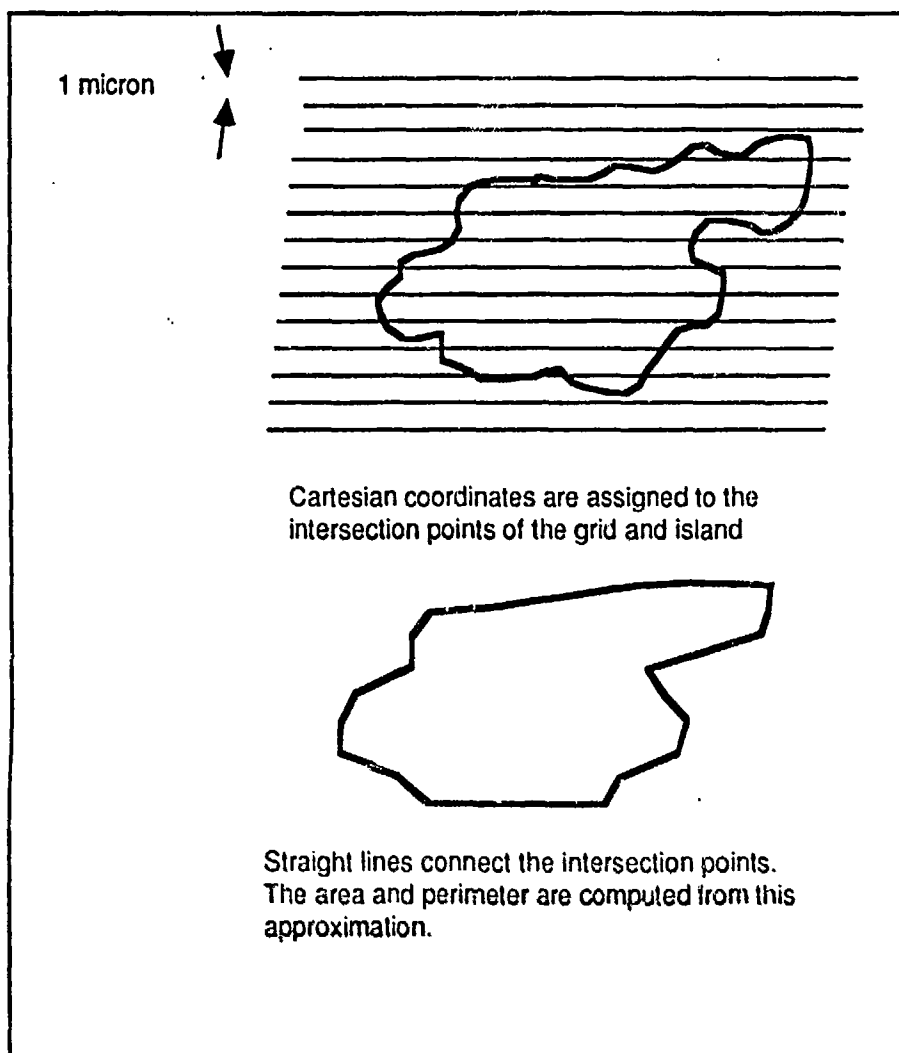 1 micron
Cartesian coordinates are assigned to the
intersection points of the grid and island
Straight lines connect the intersection points.
The area and perimeter are computed from this
approximation.